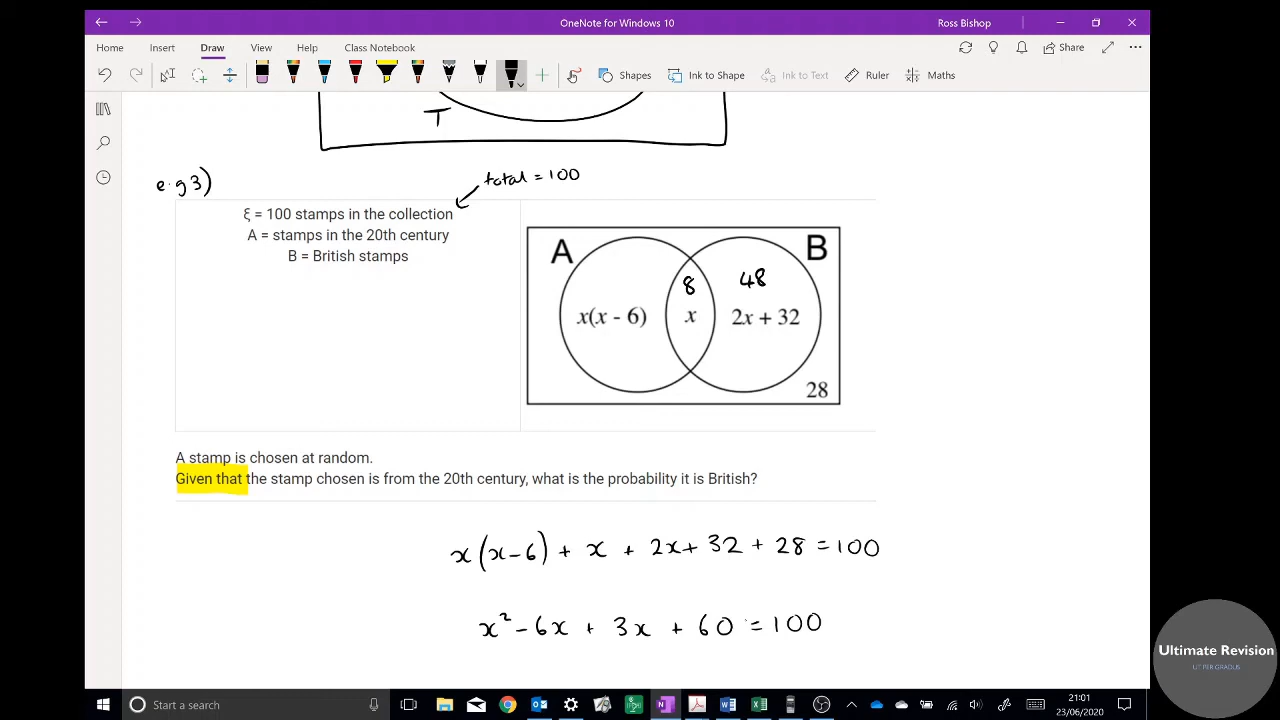 OneNote for Windows 10
Ross Bishop
Home Insert Draw View Help Class Notebook
Share
Shapes Ink to Shape Ink to Text Ruler Maths
T
e.g 3)
total = 100
ξ = 100 stamps in the collection
A = stamps in the 20th century
B = British stamps
A B
8 48
x(x - 6) x 2x + 32
28
A stamp is chosen at random.
Given that the stamp chosen is from the 20th century, what is the probability it is British?
x(x-6) + x + 2x + 32 + 28 = 100
x² - 6x + 3x + 60 = 100
Ultimate Revision
UT PER GRADUS
Start a search
21:01
23/06/2020